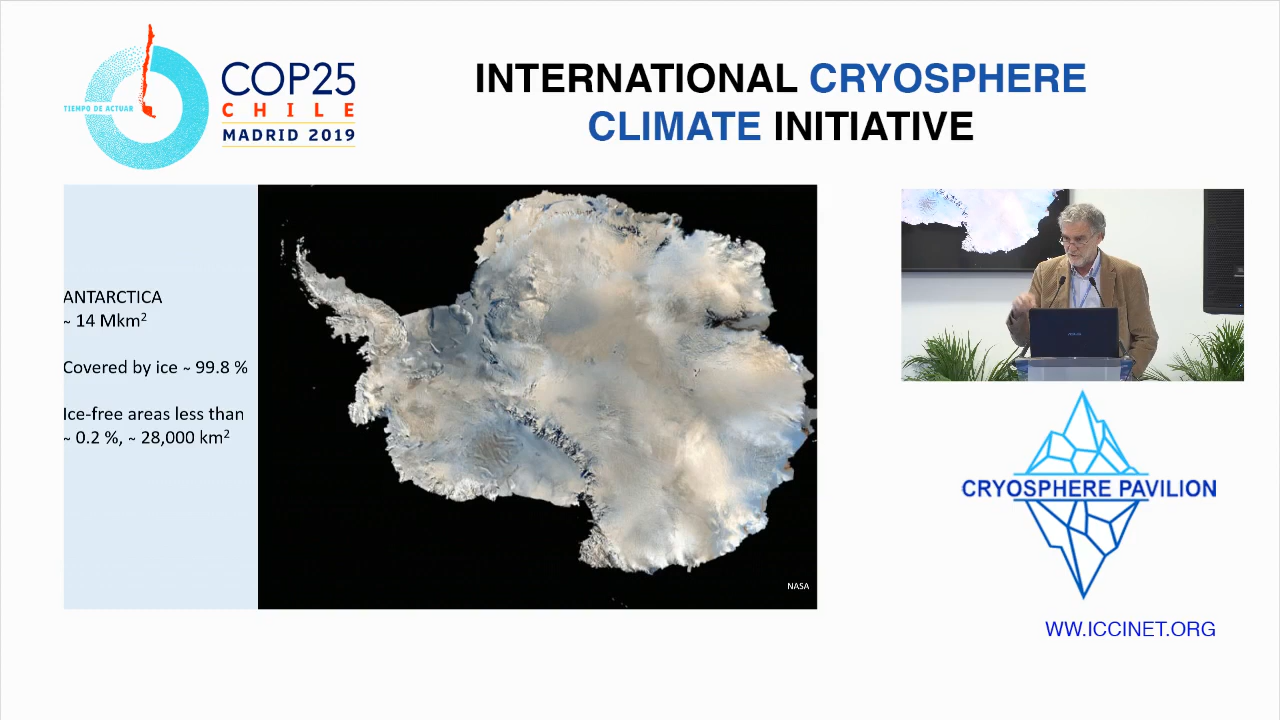 TIEMPO DE ACTUAR
COP25
CHILE
MADRID 2019
INTERNATIONAL CRYOSPHERE
CLIMATE INITIATIVE
ANTARCTICA
~ 14 Mkm²
Covered by ice ~ 99.8 %
Ice-free areas less than
~ 0.2 %, ~ 28,000 km²
NASA
CRYOSPHERE PAVILION
WW.ICCINET.ORG